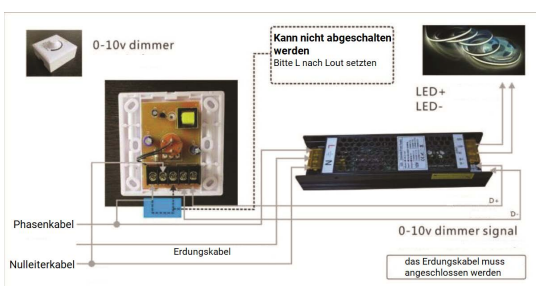 0-10v dimmer
Kann nicht abgeschalten
werden
Bitte L nach Lout setzten
LED+
LED-
L
N
D+
D-
Phasenkabel
0-10v dimmer signal
Erdungskabel
Nulleiterkabel
das Erdungskabel muss
angeschlossen werden